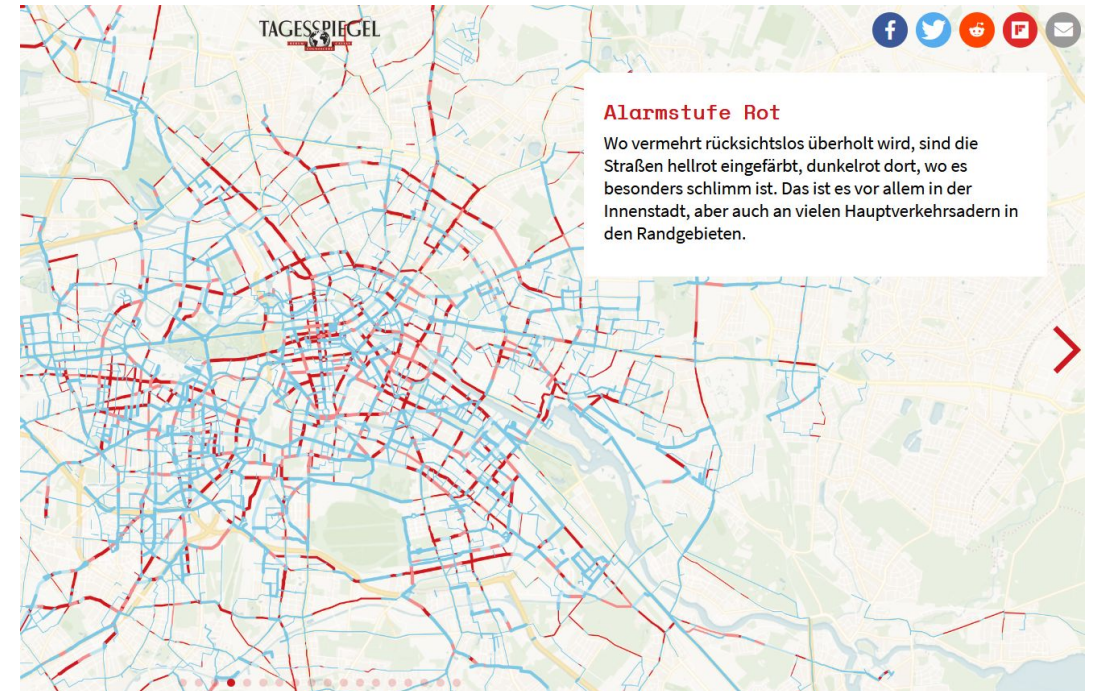 TAGESSPIEGEL
Alarmstufe Rot
Wo vermehrt rücksichtslos überholt wird, sind die
Straßen hellrot eingefärbt, dunkelrot dort, wo es
besonders schlimm ist. Das ist es vor allem in der
Innenstadt, aber auch an vielen Hauptverkehrsadern in
den Randgebieten.